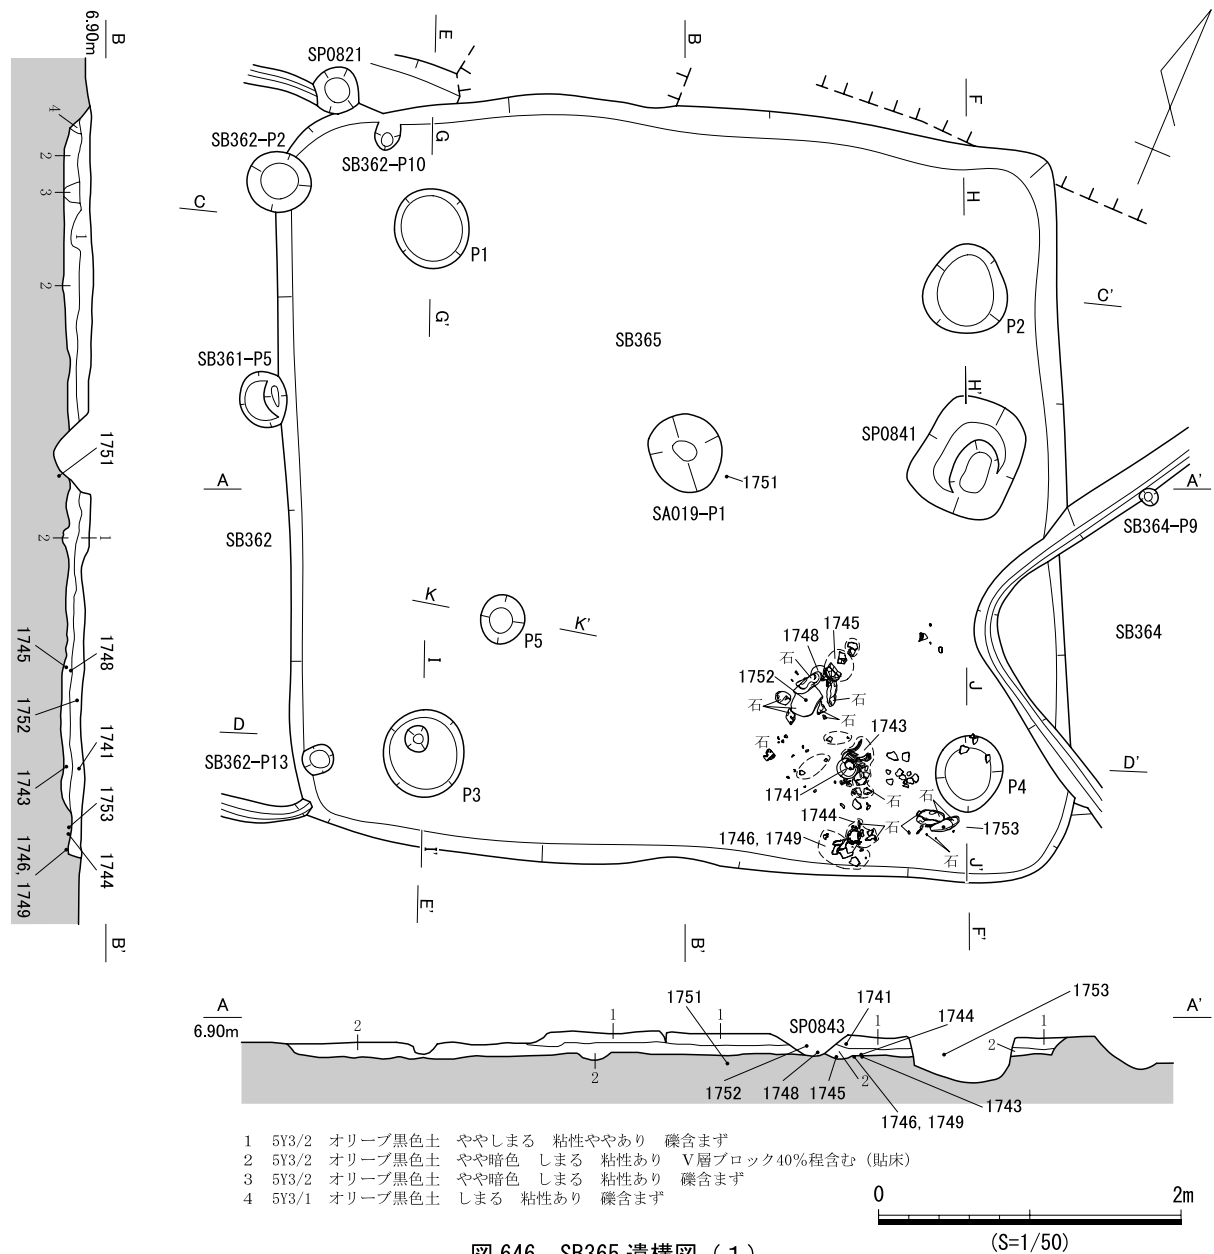 B
6.90m
4
2
3
1
2
1751
2
1
1745
1748
1752
1741
1743
1753
1744
1746, 1749
B'
E
B
F
SP0821
SB362-P2
SB362-P10
G
H
C
P1
C'
G'
P2
SB365
SB361-P5
H'
SP0841
1751
A
A'
SA019-P1
SB364-P9
SB362
K
K'
P5
1745
1748
石
SB364
1752
I
J
石
石
石
D
1743
石
D'
SB362-P13
P3
1741
P4
石
石
1744
石
1753
1746, 1749
石
I'
J'
E'
B'
F'
A
6.90m
2
1751
1
1
SP0843
1741
1
1744
1753
1
A'
2
2
1752
1748
1745
2
1743
1746, 1749
1 5Y3/2 オリーブ黒色土 ややしまる 粘性ややあり 礫含まず
2 5Y3/2 オリーブ黒色土 やや暗色 しまる 粘性あり Ⅴ層ブロック40%程含む（貼床）
3 5Y3/2 オリーブ黒色土 やや暗色 しまる 粘性あり 礫含まず
4 5Y3/1 オリーブ黒色土 しまる 粘性あり 礫含まず
0 2m
(S=1/50)
図 646 SB365 遺構図（1）